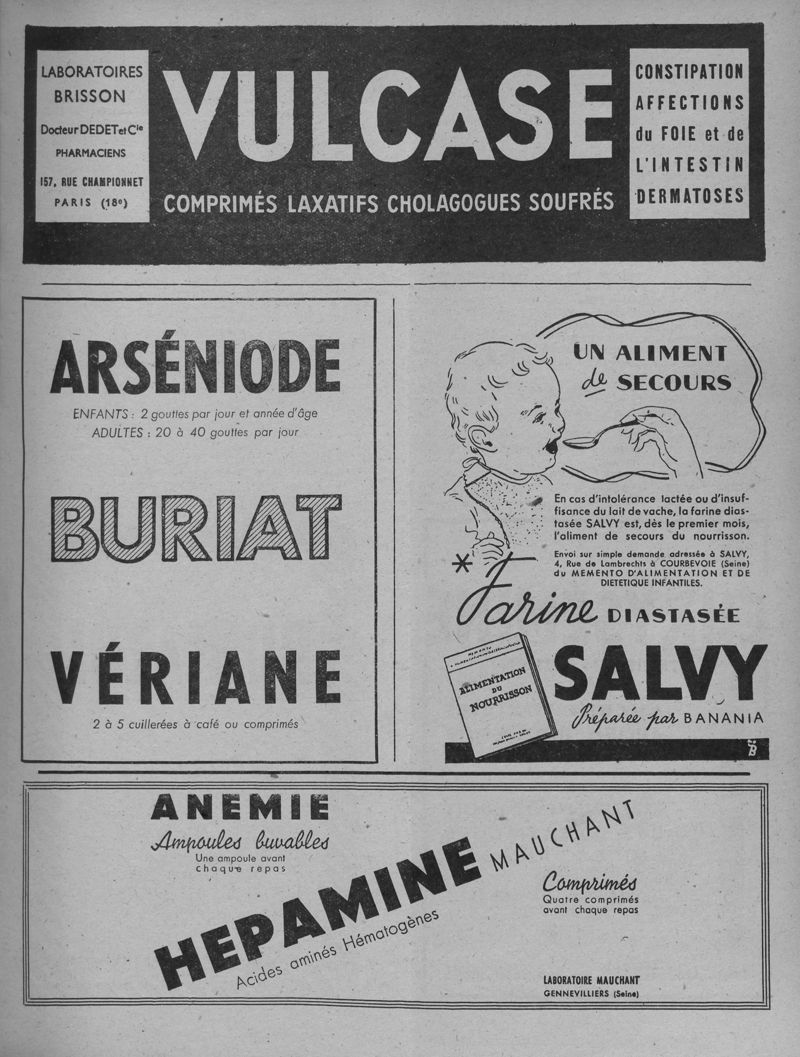 LABORATOIRES
BRISSON
Docteur DEDET et Cie
PHARMACIENS
157, RUE CHAMPIONNET
PARIS (18e)
VULCASE
COMPRIMÉS LAXATIFS CHOLAGOGUES SOUFRÉS
CONSTIPATION
AFFECTIONS
du FOIE et de
L'INTESTIN
DERMATOSES
ARSÉNIODE
ENFANTS : 2 gouttes par jour et année d'âge
ADULTES : 20 à 40 gouttes par jour
BURIAT
VÉRIANE
2 à 5 cuillerées à café ou comprimés
UN ALIMENT
de SECOURS
En cas d'intolérance lactée ou d'insuf-
fisance du lait de vache, la farine dias-
tasée SALVY est, dès le premier mois,
l'aliment de secours du nourrisson.
Envoi sur simple demande adressée à SALVY,
4, Rue de Lambrechts à COURBEVOIE (Seine)
du MEMENTO D'ALIMENTATION ET DE
DIETETIQUE INFANTILES.
* Farine DIASTASÉE
SALVY
Préparée par BANANIA
ALIMENTATION
DU
NOURRISSON
ANEMIE
Ampoules buvables
Une ampoule avant
chaque repas
HEPAMINE MAUCHANT
Acides aminés Hématogènes
Comprimés
Quatre comprimés
avant chaque repas
LABORATOIRE MAUCHANT
GENNEVILLIERS (Seine)